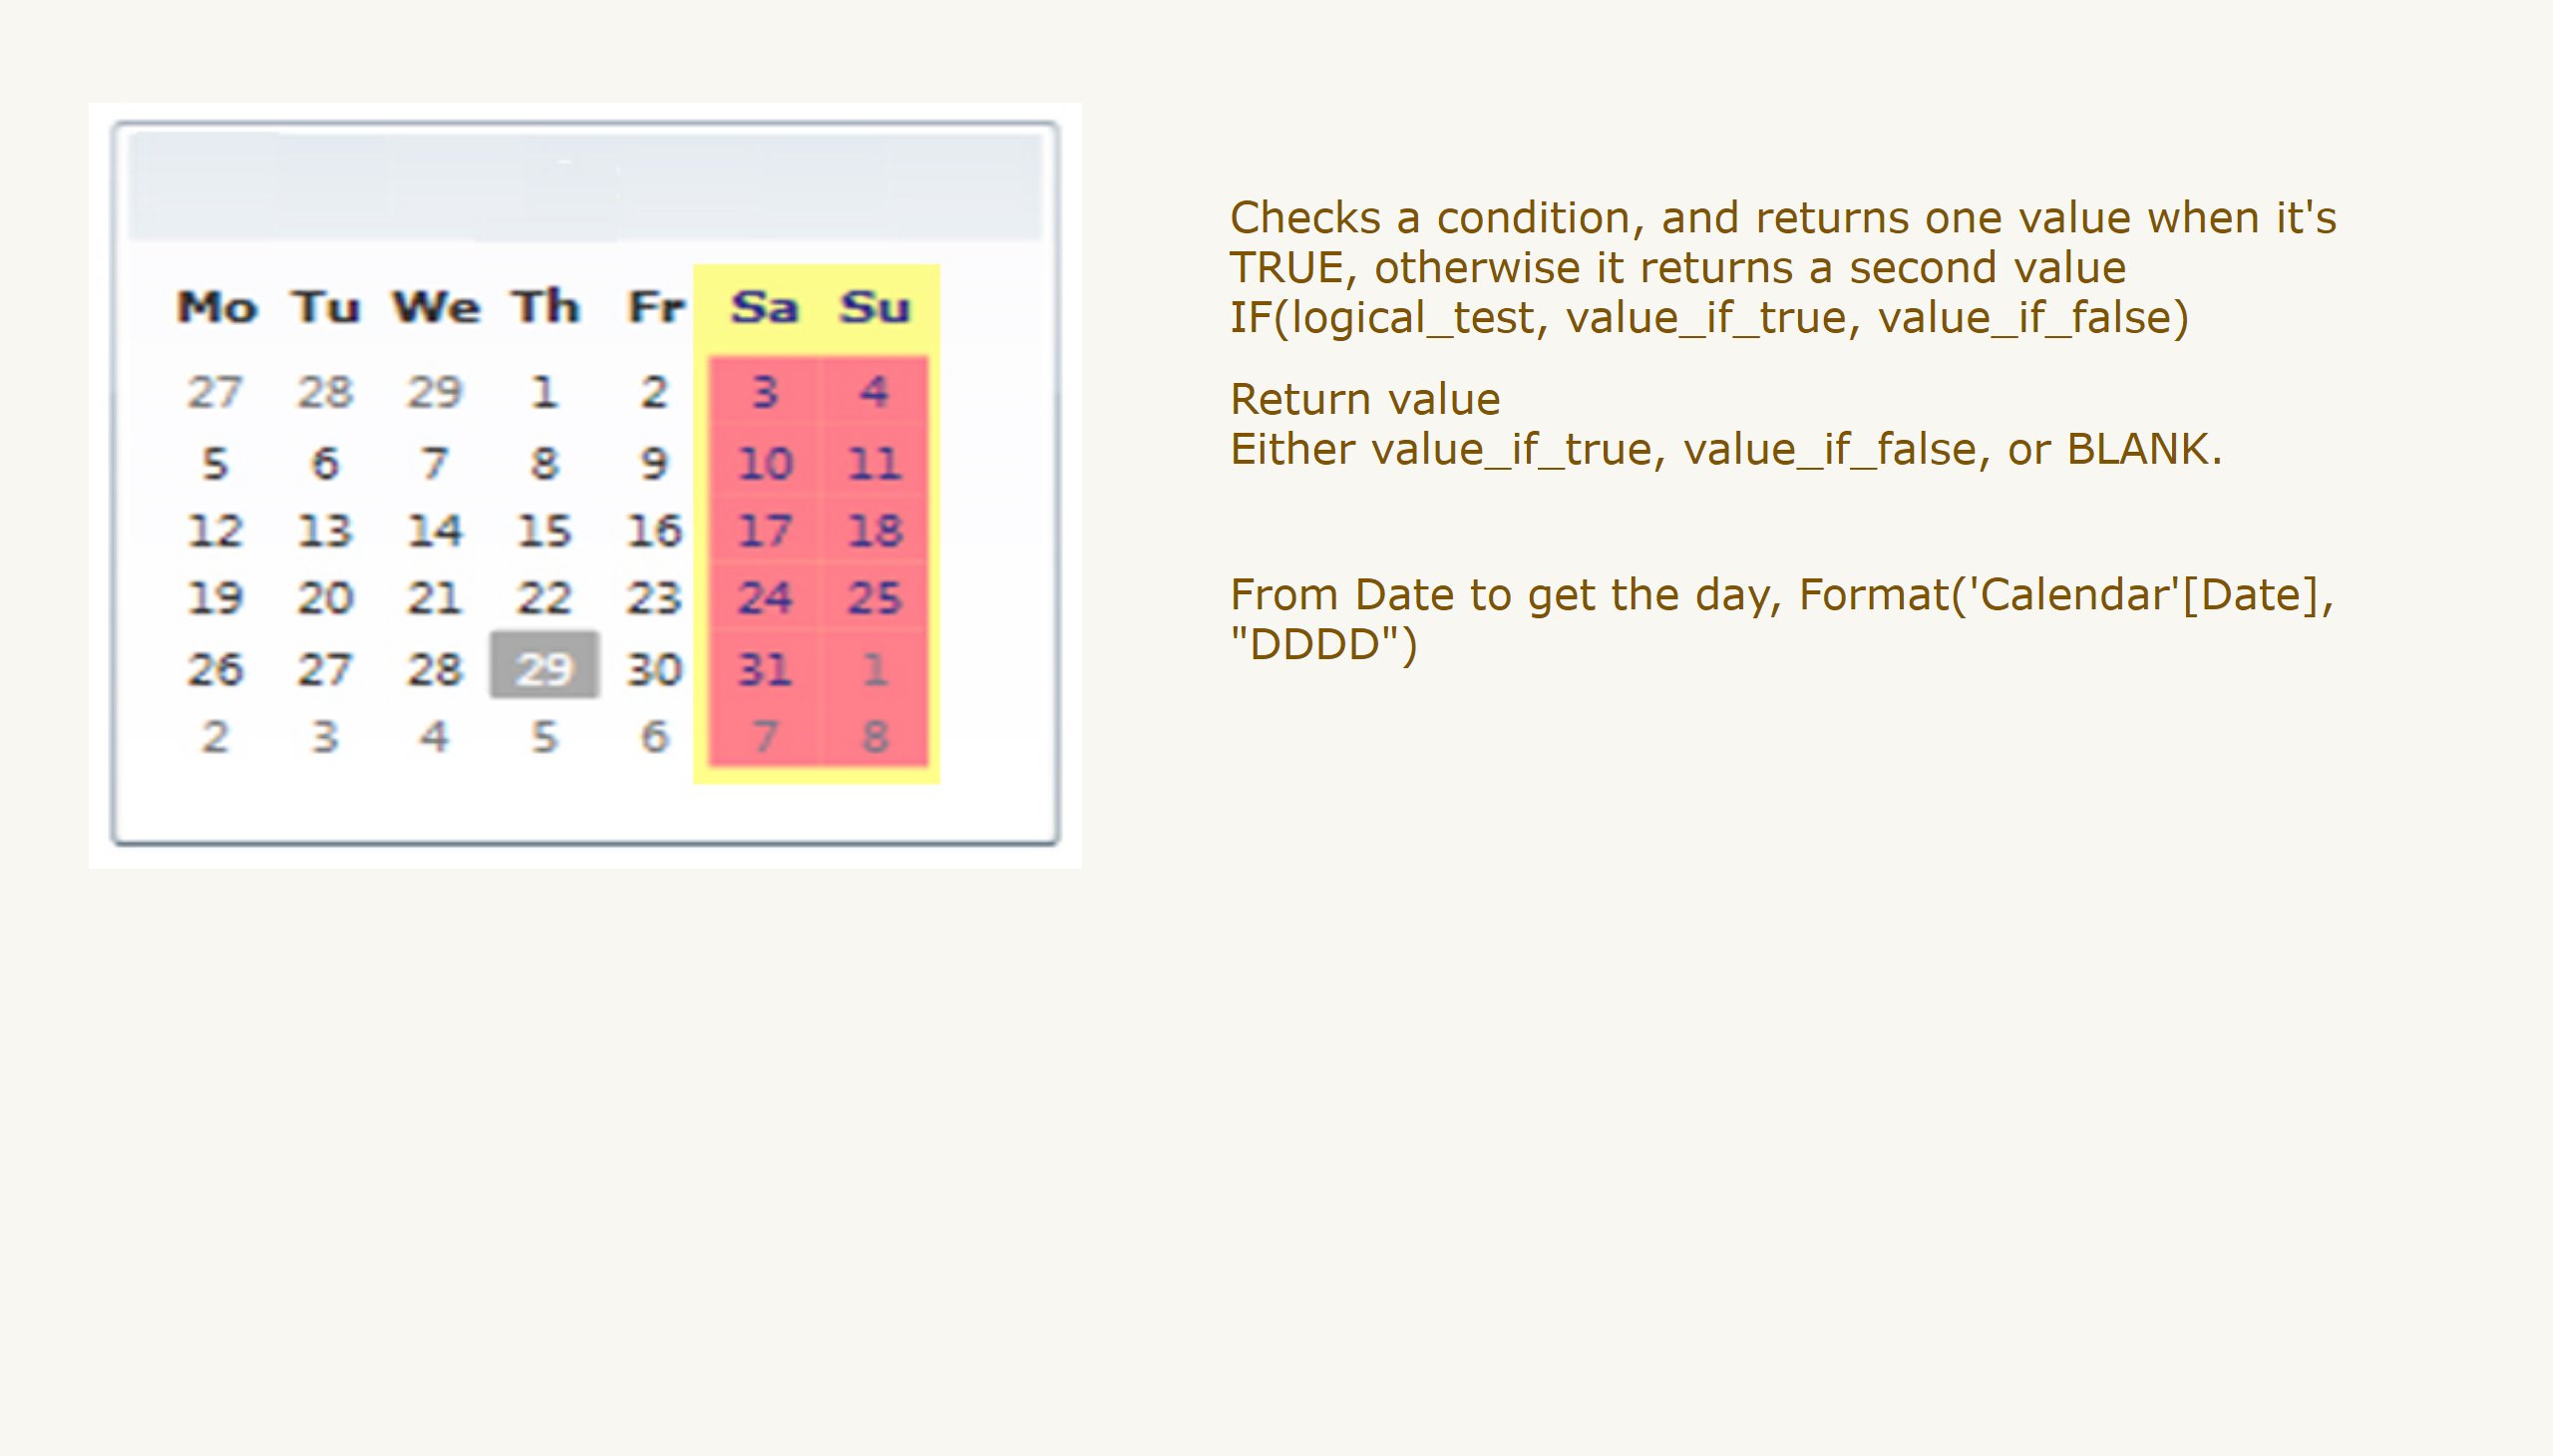 Mo Tu We Th Fr Sa Su
27 28 29 1 2 3 4
5 6 7 8 9 10 11
12 13 14 15 16 17 18
19 20 21 22 23 24 25
26 27 28 29 30 31 1
2 3 4 5 6 7 8
Checks a condition, and returns one value when it's
TRUE, otherwise it returns a second value
IF(logical_test, value_if_true, value_if_false)
Return value
Either value_if_true, value_if_false, or BLANK.
From Date to get the day, Format('Calendar'[Date],
"DDDD")